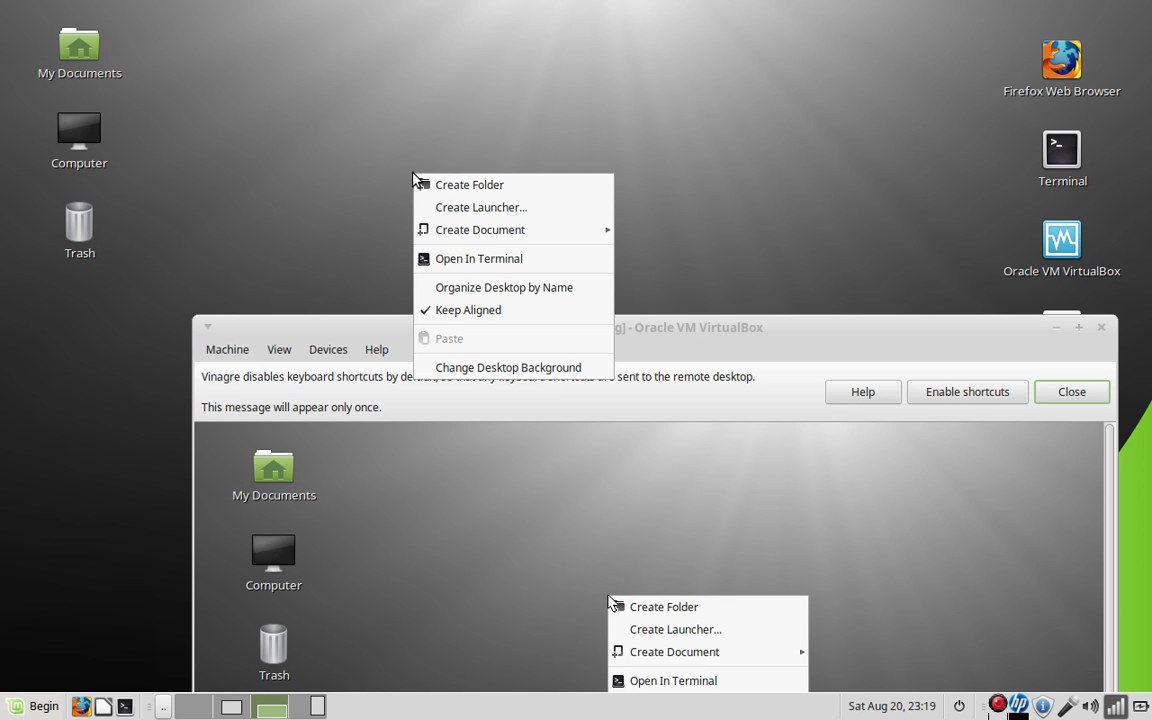 My Documents
Computer
Trash
Firefox Web Browser
Terminal
Oracle VM VirtualBox
Create Folder
Create Launcher...
Create Document
Open In Terminal
Organize Desktop by Name
Keep Aligned
Paste
Change Desktop Background
g] - Oracle VM VirtualBox
Machine View Devices Help
Vinagre disables keyboard shortcuts by sent to the remote desktop.
This message will appear only once.
Help Enable shortcuts Close
My Documents
Computer
Trash
Create Folder
Create Launcher...
Create Document
Open In Terminal
Begin .. Sat Aug 20, 23:19